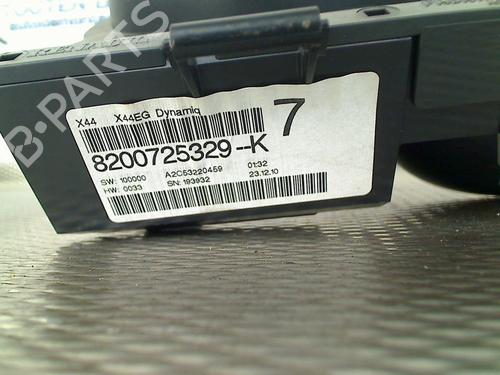 X44 X44EG Dynamiq
7
8200725329--K
SW: 100000 A2C53220459 01:32
HW: 0033 SN: 193932 23.12.10
B-PARTS